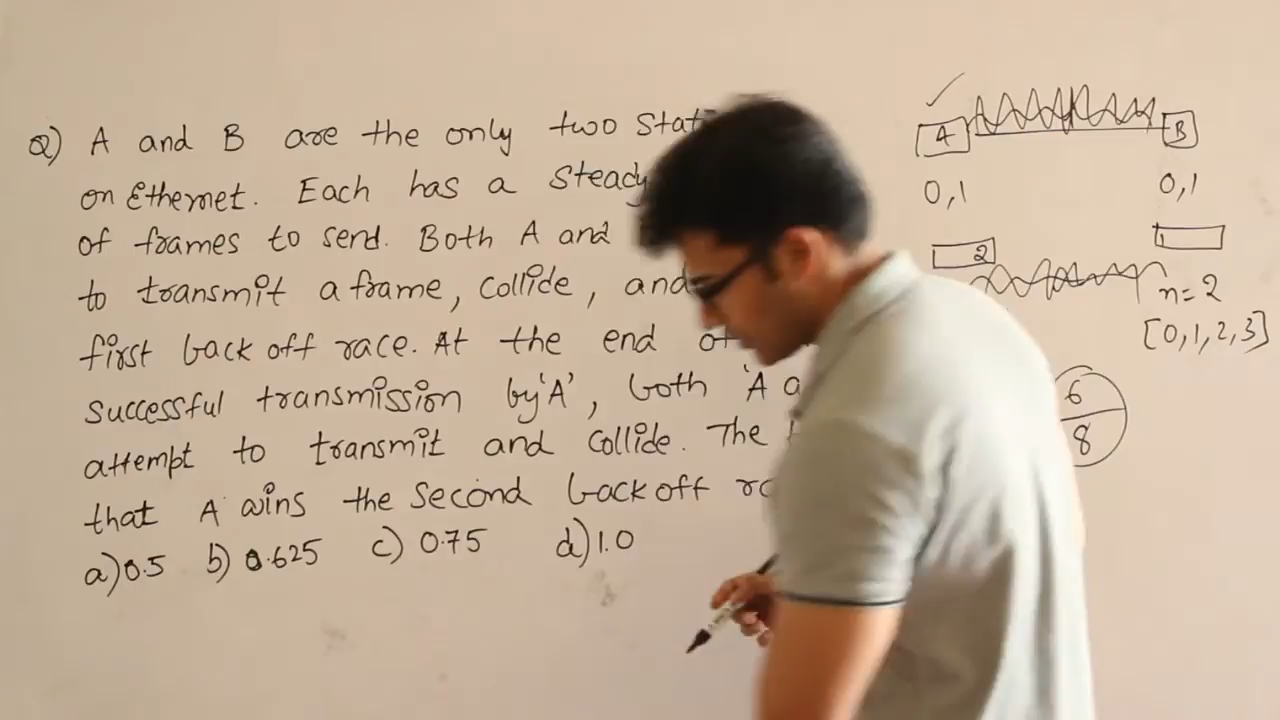 Q) A and B are the only two
on Ethernet. Each has a Steady
of frames to send. Both A and
to transmit a frame, collide, and
first back off race. At the end
successful transmission by 'A', both 'A
attempt to transmit and collide. The
that A wins the second back off
a) 0.5 b) 0.625 c) 0.75 d) 1.0
A B
0,1 0,1
2 1
n=2
[0,1,2,3]
6
8